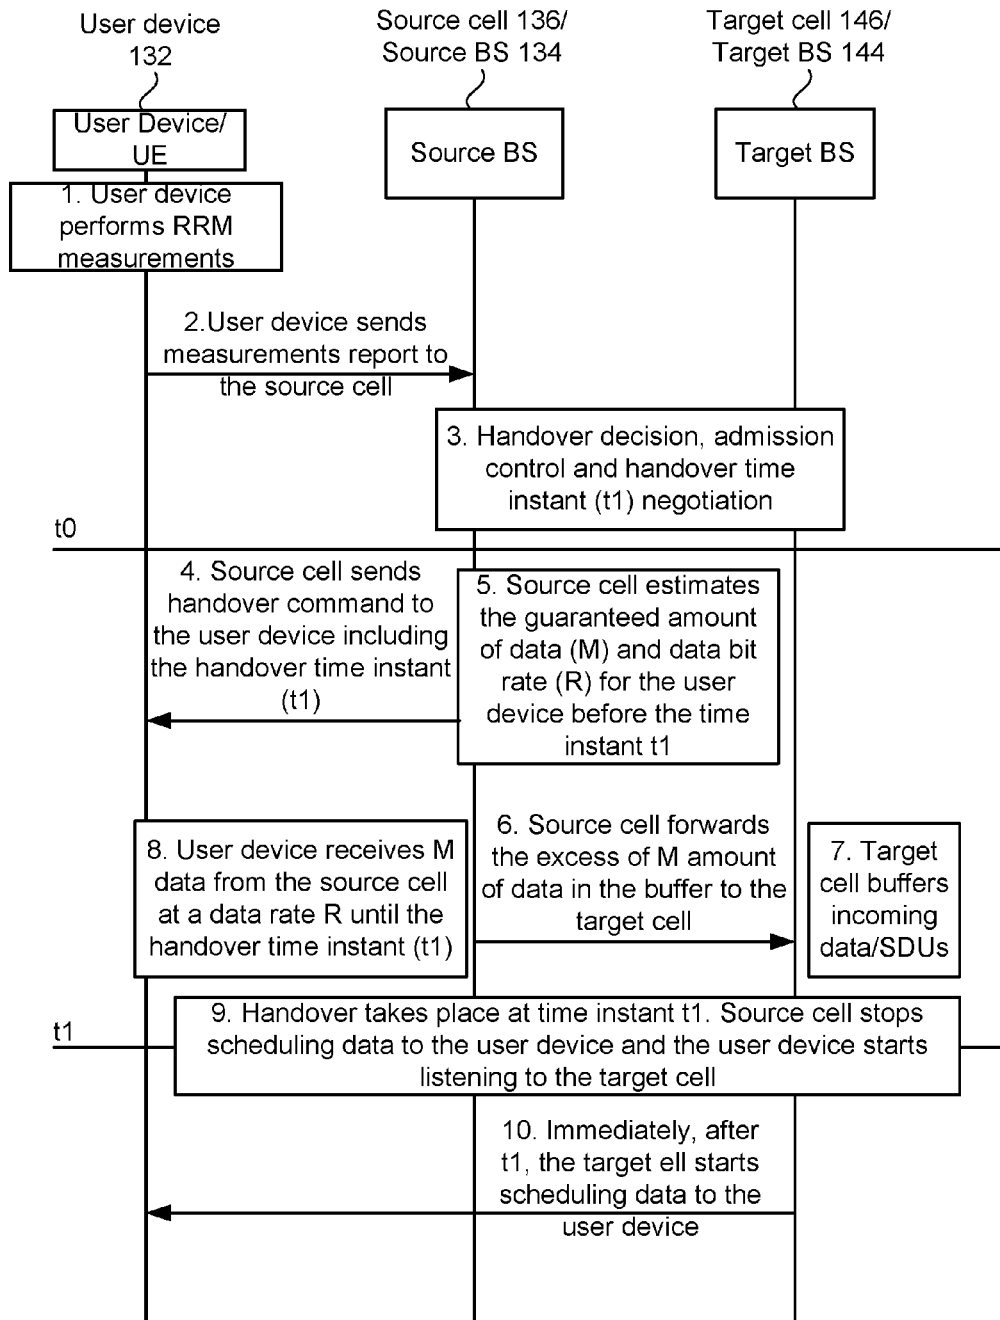 User device
132
Source cell 136/
Source BS 134
Target cell 146/
Target BS 144
User Device/
UE
Source BS
Target BS
1. User device
performs RRM
measurements
2.User device sends
measurements report to
the source cell
3. Handover decision, admission
control and handover time
instant (t1) negotiation
t0
4. Source cell sends
handover command to
the user device including
the handover time instant
(t1)
5. Source cell estimates
the guaranteed amount
of data (M) and data bit
rate (R) for the user
device before the time
instant t1
6. Source cell forwards
the excess of M amount
of data in the buffer to the
target cell
7. Target
cell buffers
incoming
data/SDUs
8. User device receives M
data from the source cell
at a data rate R until the
handover time instant (t1)
t1
9. Handover takes place at time instant t1. Source cell stops
scheduling data to the user device and the user device starts
listening to the target cell
10. Immediately, after
t1, the target ell starts
scheduling data to the
user device